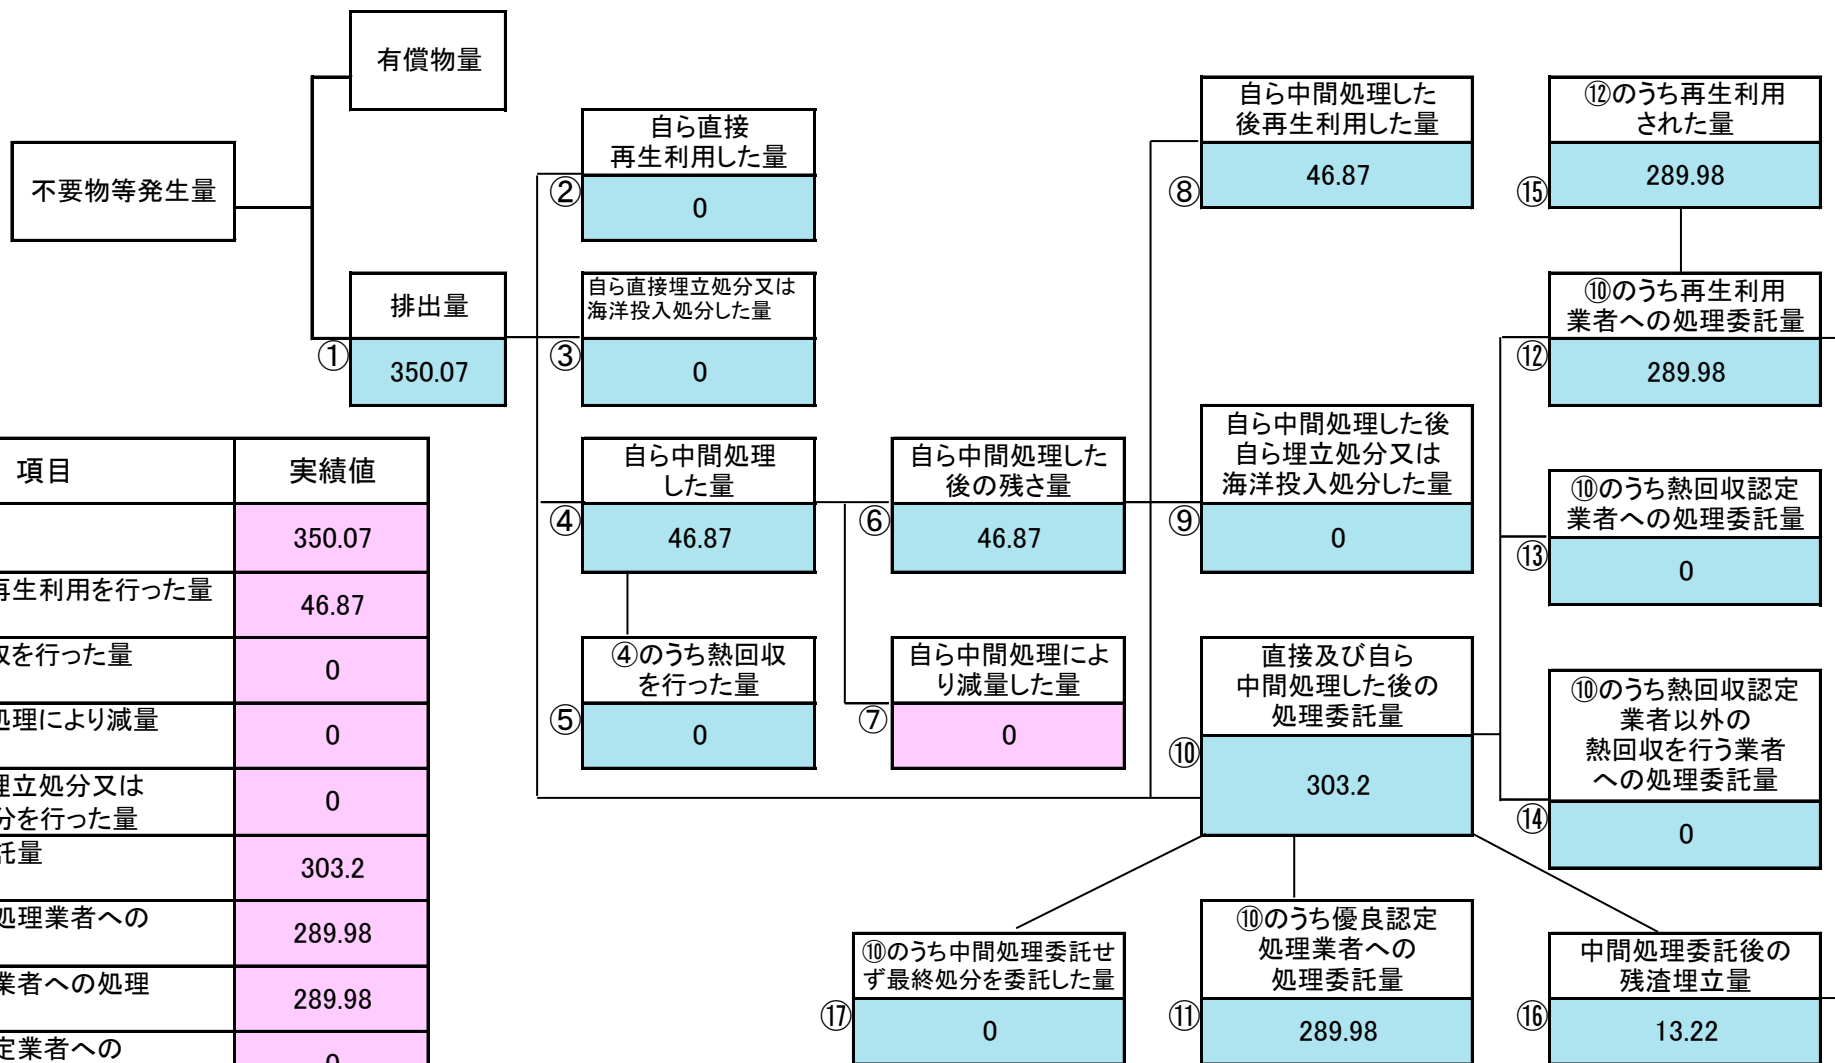 有償物量
不要物等発生量
排出量
①
350.07
自ら直接
再生利用した量
②
0
自ら直接埋立処分又は
海洋投入処分した量
③
0
自ら中間処理
した量
④
46.87
④のうち熱回収
を行った量
⑤
0
自ら中間処理した
後の残さ量
⑥
46.87
自ら中間処理によ
り減量した量
⑦
0
自ら中間処理した
後再生利用した量
⑧
46.87
自ら中間処理した後
自ら埋立処分又は
海洋投入処分した量
⑨
0
直接及び自ら
中間処理した後の
処理委託量
⑩
303.2
⑫のうち再生利用
された量
⑮
289.98
⑩のうち再生利用
業者への処理委託量
⑫
289.98
⑩のうち熱回収認定
業者への処理委託量
⑬
0
⑩のうち熱回収認定
業者以外の
熱回収を行う業者
への処理委託量
⑭
0
⑩のうち中間処理委託せ
ず最終処分を委託した量
⑰
0
⑩のうち優良認定
処理業者への
処理委託量
⑪
289.98
中間処理委託後の
残渣埋立量
⑯
13.22
項目
実績値
350.07
再生利用を行った量
46.87
を行った量
0
処理により減量
0
埋立処分又は
分を行った量
0
託量
303.2
処理業者への
289.98
業者への処理
289.98
定業者への
0